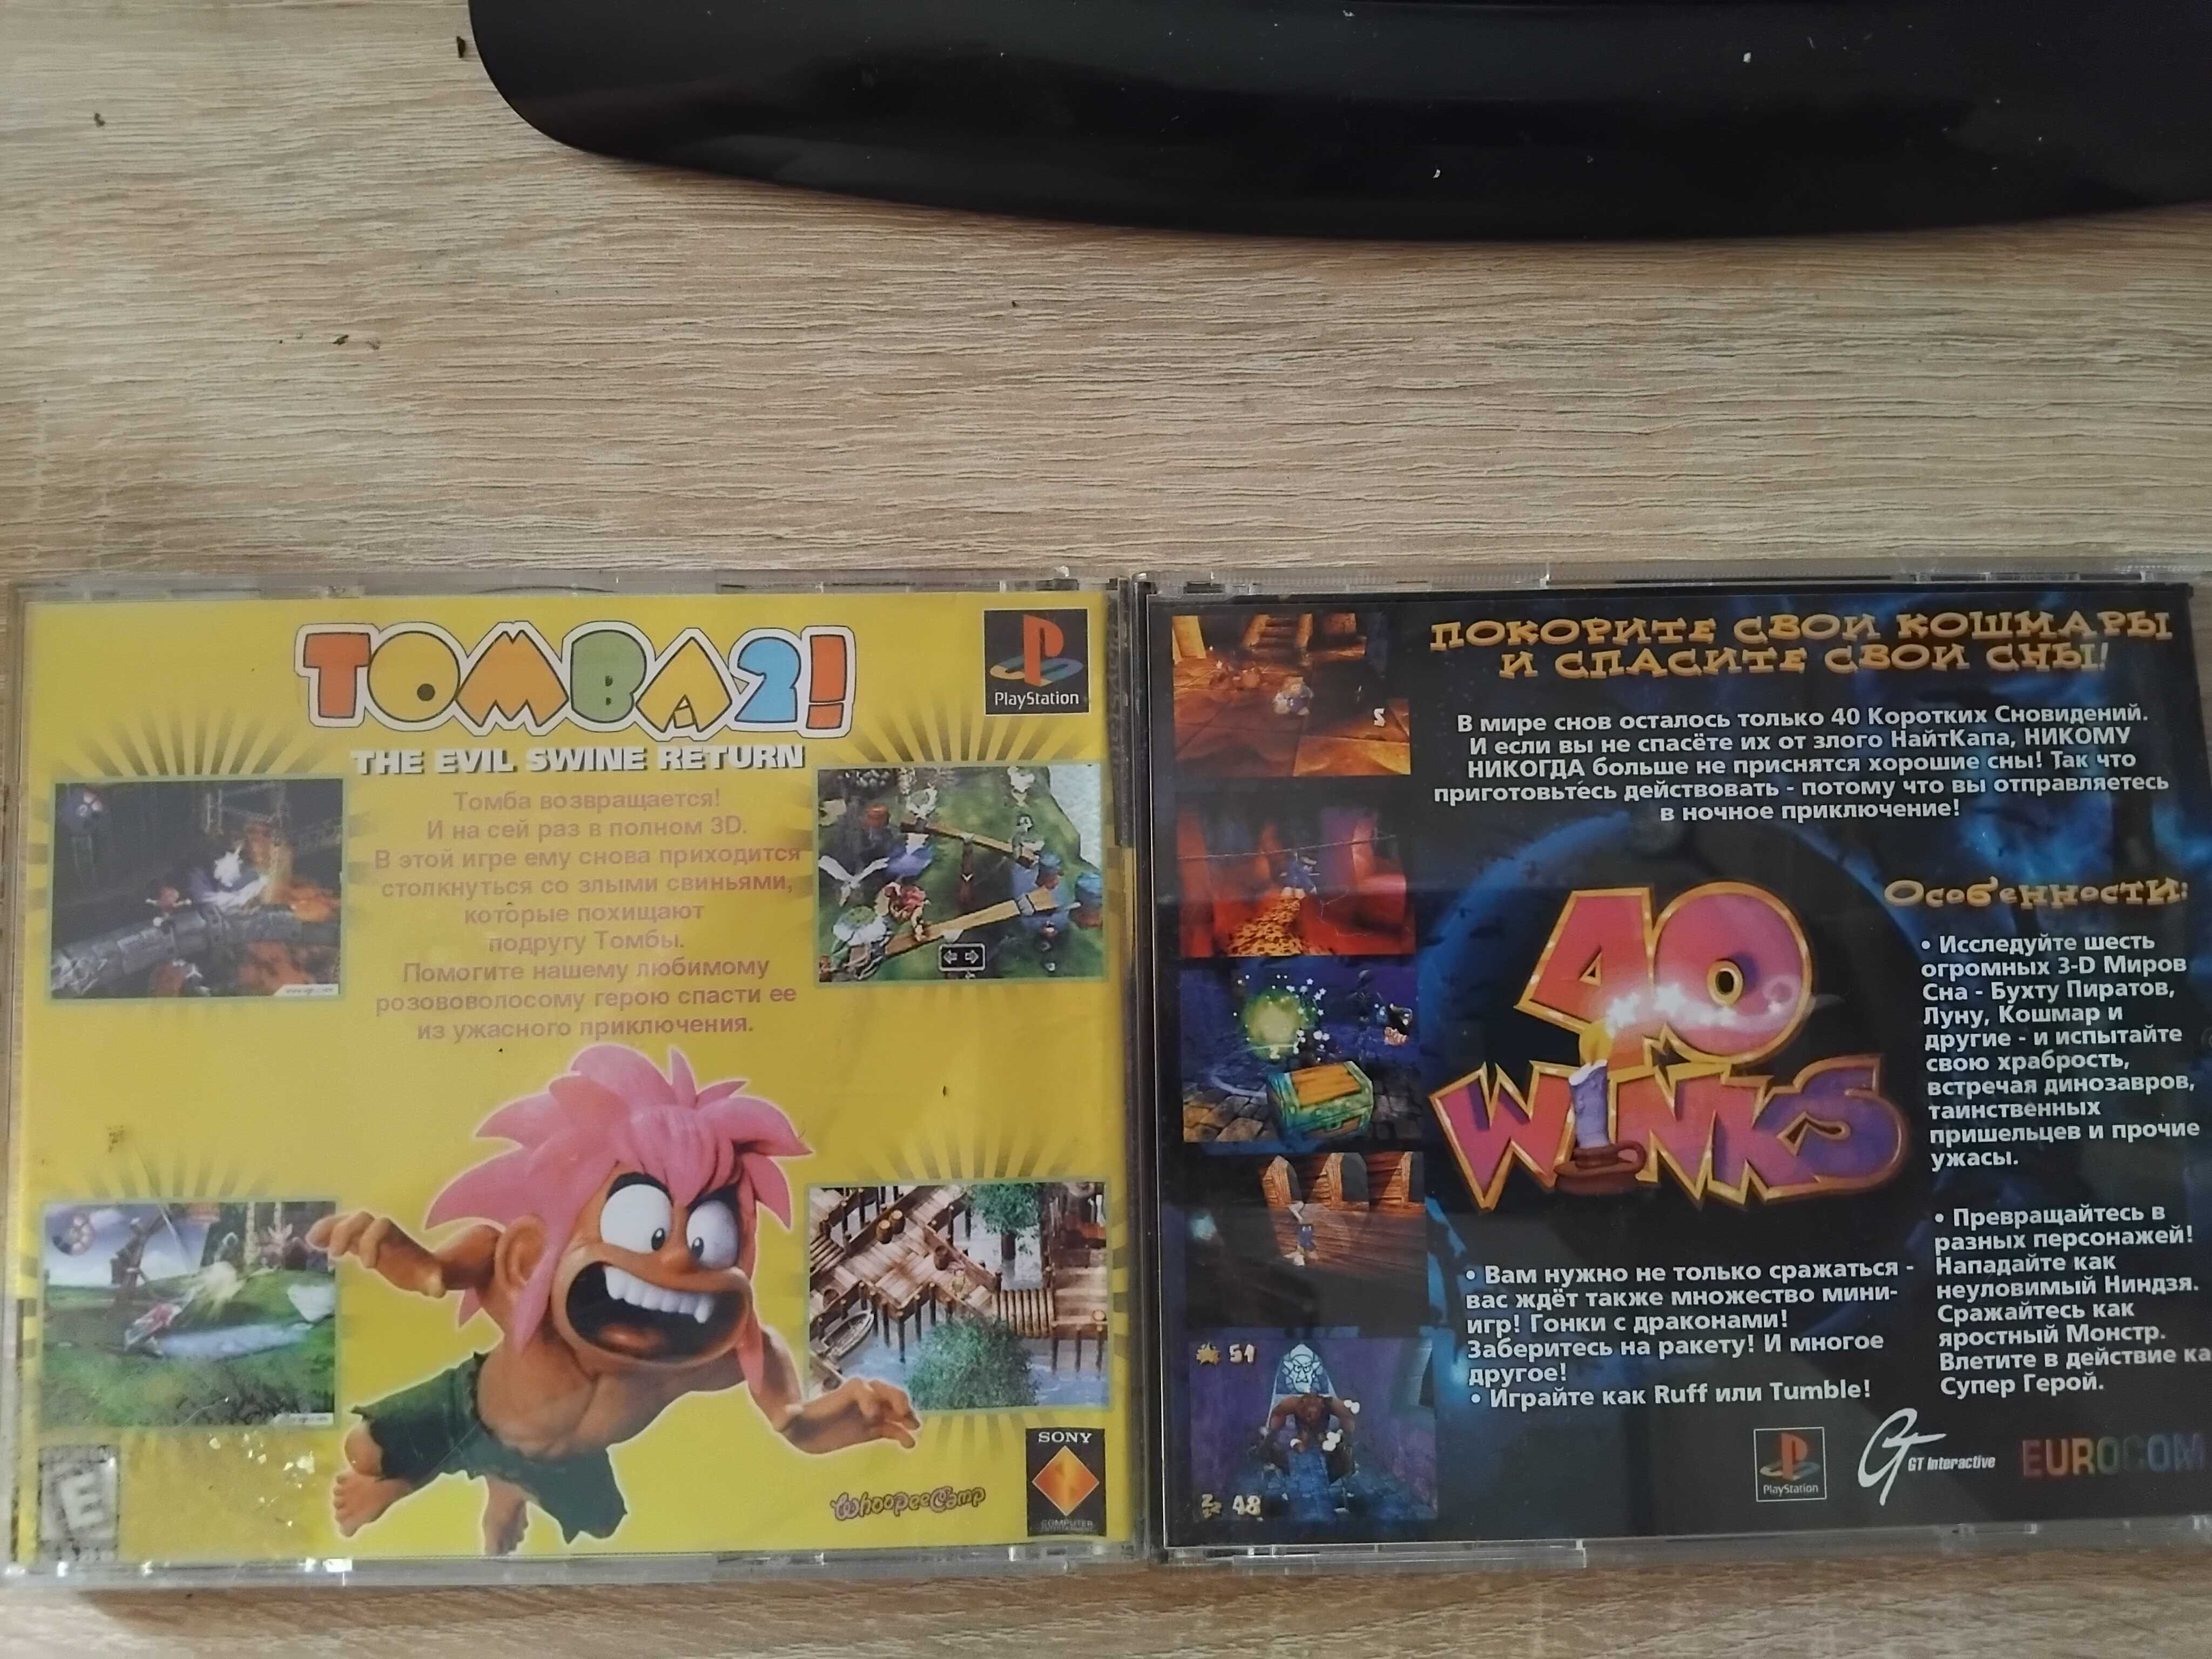 TOMBA2!
PlayStation
THE EVIL SWINE RETURN
Томба возвращается!
И на сей раз в полном 3D.
В этой игре ему снова приходится
столкнуться со злыми свиньями,
которые похищают
подругу Томбы.
Помогите нашему любимому
розововолосому герою спасти ее
из ужасного приключения.
E
WhoopeeCamp
SONY
COMPUTER
ENTERTAINMENT
ПОКОРИТЕ СВОИ КОШМАРЫ
И СПАСИТЕ СВОИ СНЫ!
В мире снов осталось только 40 Коротких Сновидений.
И если вы не спасёте их от злого НайтКапа, НИКОМУ
НИКОГДА больше не приснятся хорошие сны! Так что
приготовьтесь действовать - потому что вы отправляетесь
в ночное приключение!
5
40
WINKS
Особенности:
• Исследуйте шесть
огромных 3-D Миров
Сна - Бухту Пиратов,
Луну, Кошмар и
другие - и испытайте
свою храбрость,
встречая динозавров,
таинственных
пришельцев и прочие
ужасы.
• Превращайтесь в
разных персонажей!
Нападайте как
неуловимый Ниндзя.
Сражайтесь как
яростный Монстр.
Влетите в действие ка
Супер Герой.
• Вам нужно не только сражаться -
вас ждёт также множество мини-
игр! Гонки с драконами!
Заберитесь на ракету! И многое
другое!
• Играйте как Ruff или Tumble!
51
48
PlayStation
GT Interactive
EUROCOM